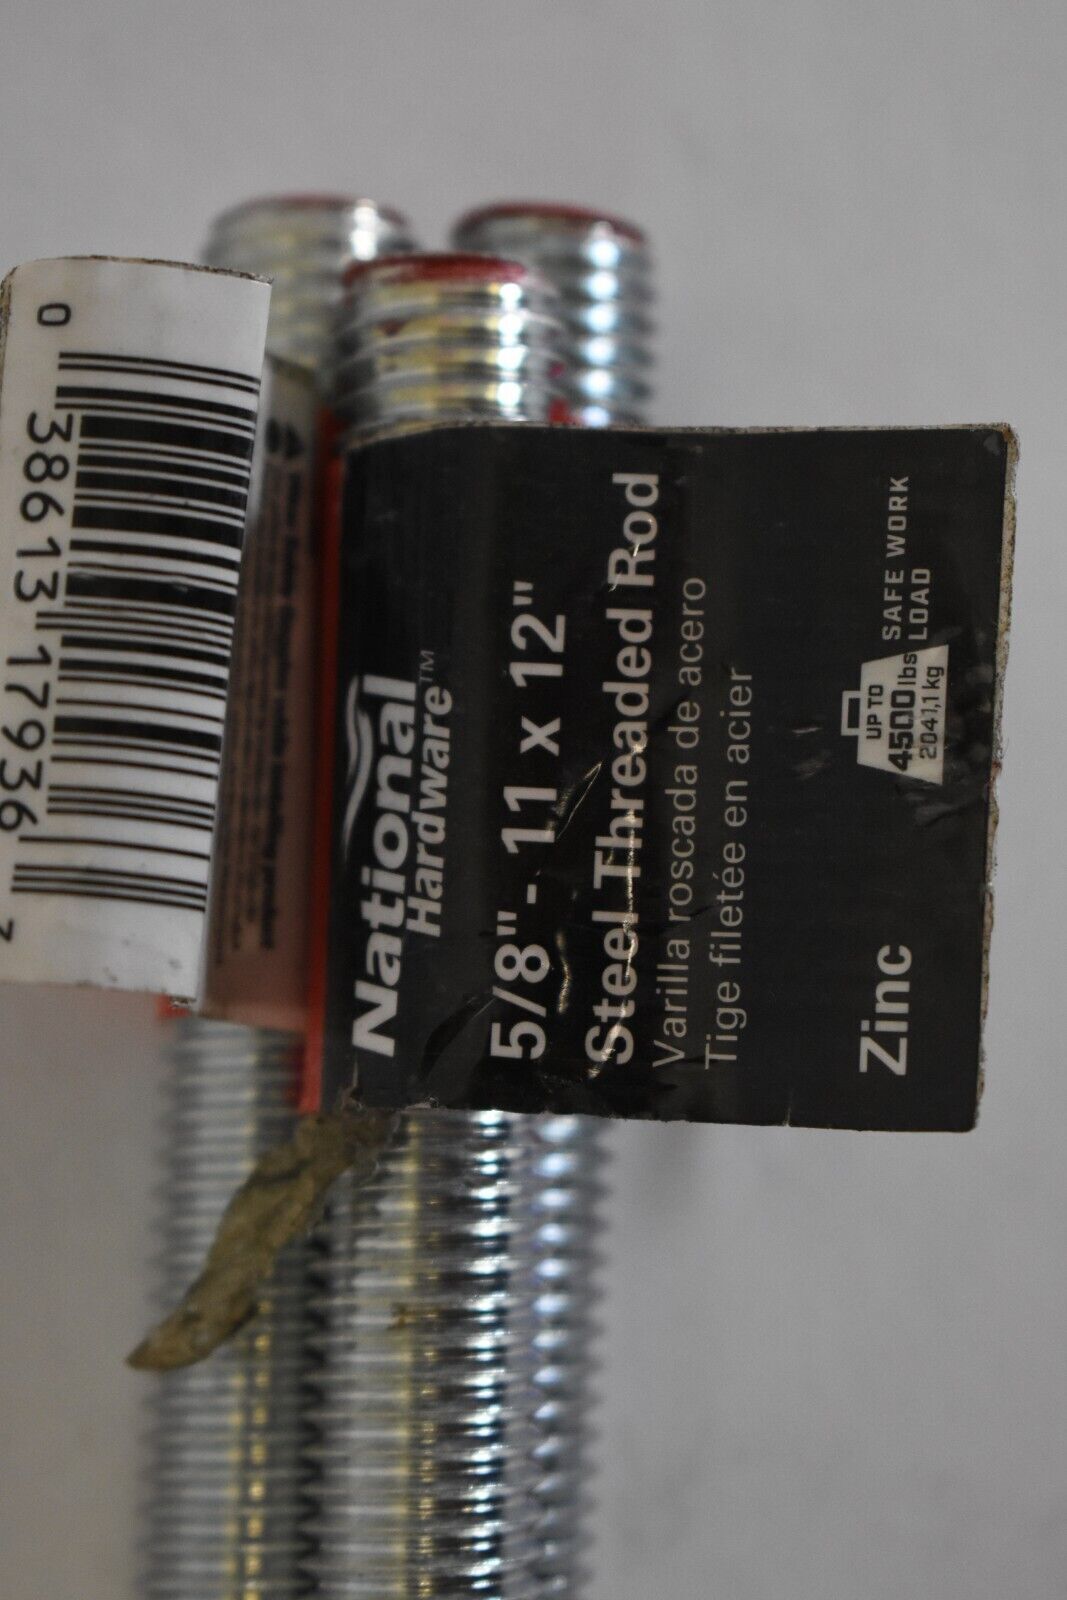 0 38613 17936 7
National
Hardware™
5/8" - 11 x 12"
Steel Threaded Rod
Varilla roscada de acero
Tige filetée en acier
Zinc
UP TO
4500 lbs
2041,1 kg
SAFE WORK
LOAD